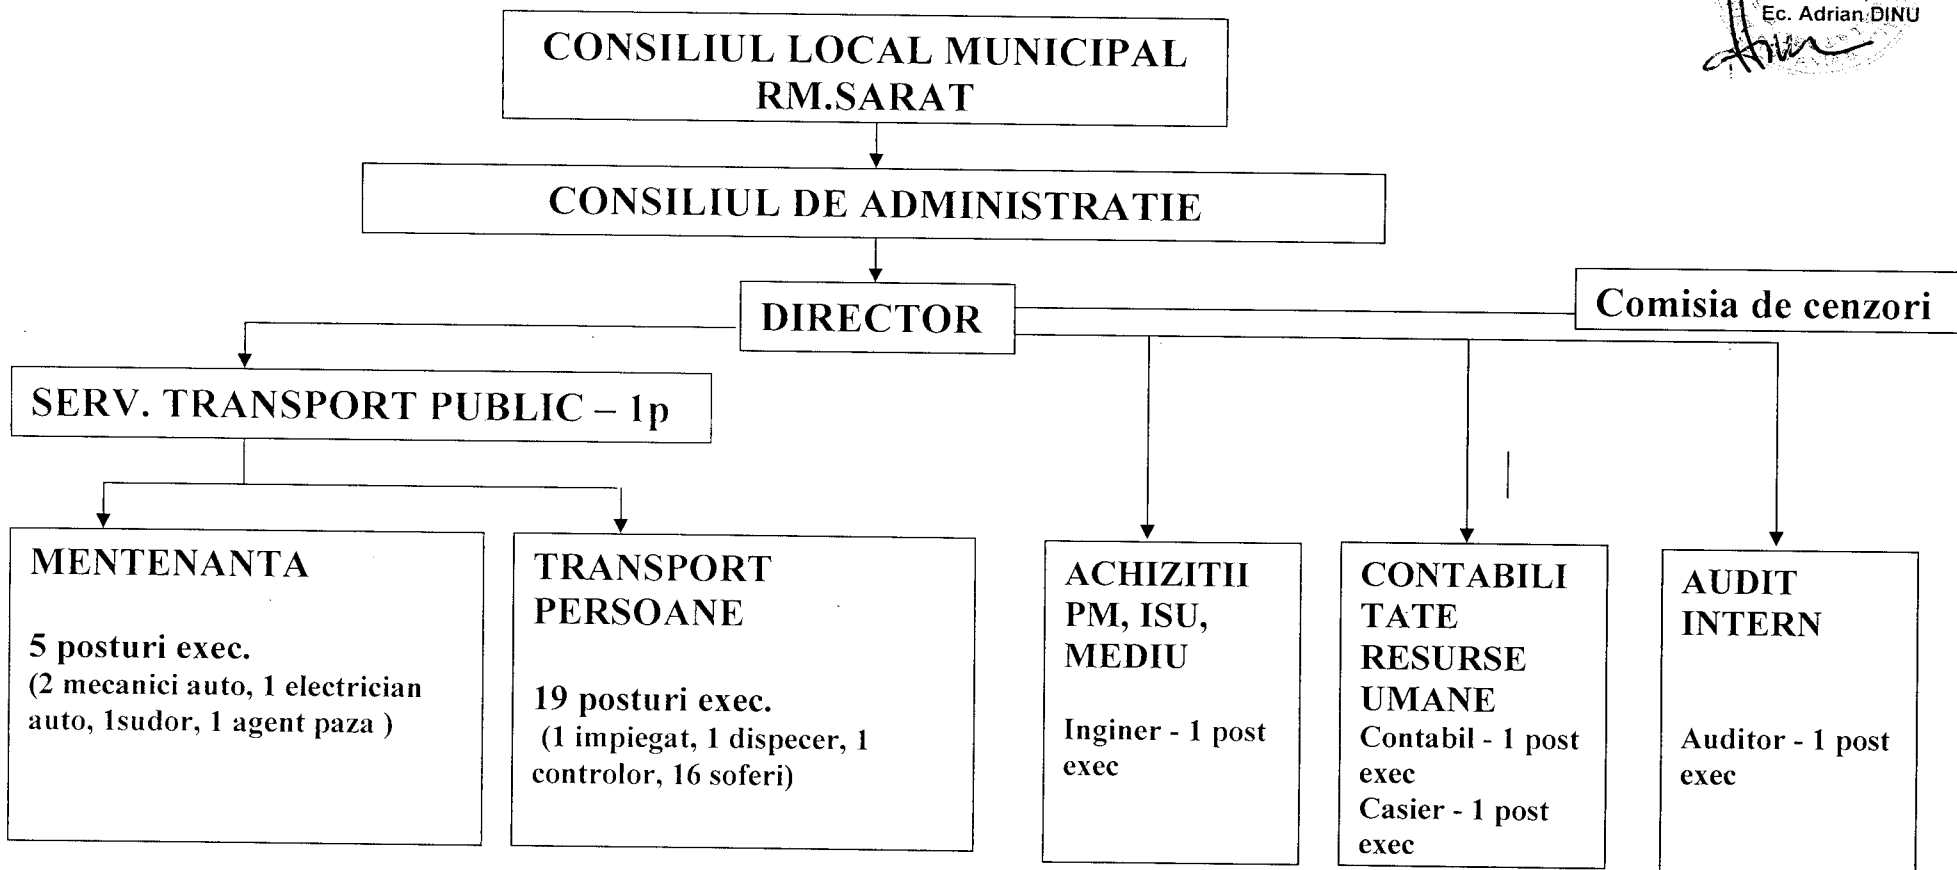 Ec. Adrian DINU
CONSILIUL LOCAL MUNICIPAL
RM.SARAT
CONSILIUL DE ADMINISTRATIE
DIRECTOR
Comisia de cenzori
SERV. TRANSPORT PUBLIC – 1p
MENTENANTA
5 posturi exec.
(2 mecanici auto, 1 electrician
auto, 1sudor, 1 agent paza )
TRANSPORT
PERSOANE
19 posturi exec.
(1 impiegat, 1 dispecer, 1
controlor, 16 soferi)
ACHIZITII
PM, ISU,
MEDIU
Inginer - 1 post
exec
CONTABILI
TATE
RESURSE
UMANE
Contabil - 1 post
exec
Casier - 1 post
exec
AUDIT
INTERN
Auditor - 1 post
exec